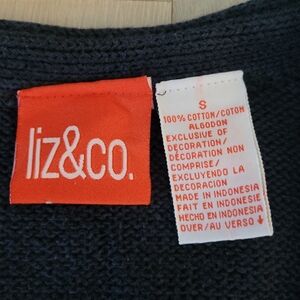 liz&co.
S
100% COTTON/COTON
ALGODON
EXCLUSIVE OF
DECORATION/
DÉCORATION NON
COMPRISE/
EXCLUYENDO LA
DECORACION
MADE IN INDONESIA
FAIT EN INDONESIE
HECHO EN INDONESIA
OVER/AU VERSO